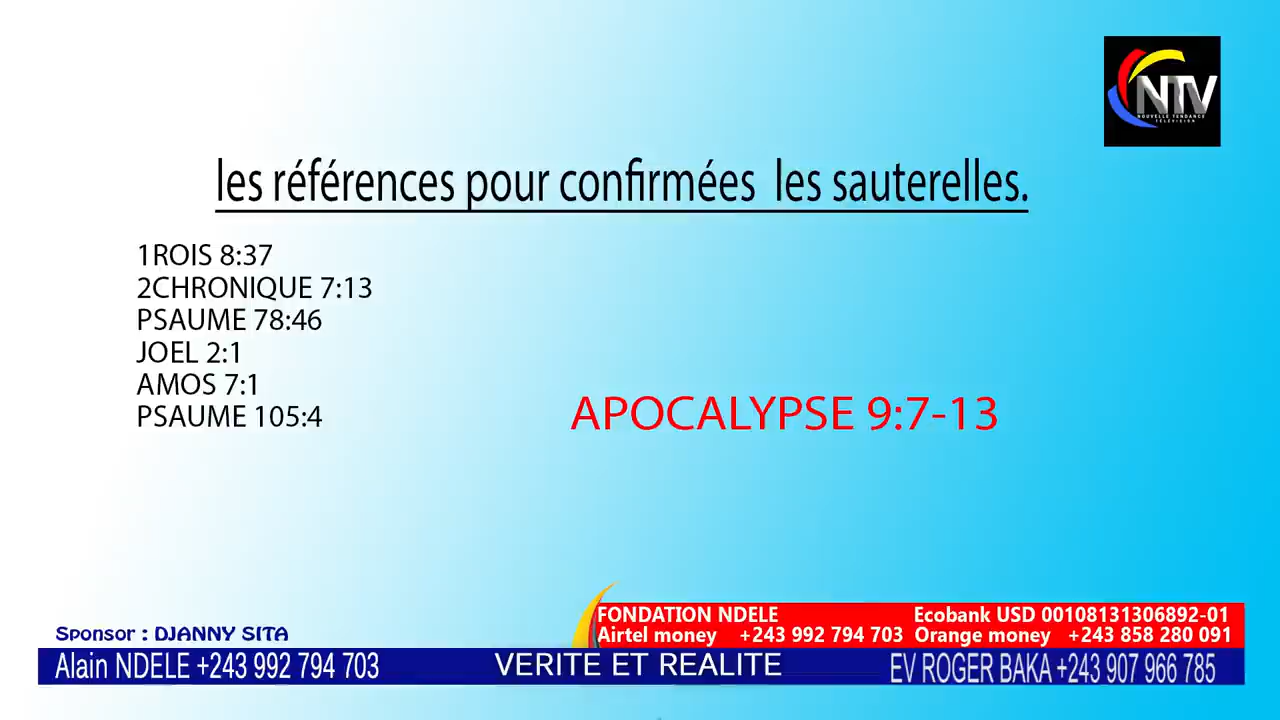 NTV
NOUVELLE TENDANCE
TÉLÉVISION
les références pour confirmées les sauterelles.
1ROIS 8:37
2CHRONIQUE 7:13
PSAUME 78:46
JOEL 2:1
AMOS 7:1
PSAUME 105:4
APOCALYPSE 9:7-13
FONDATION NDELE Ecobank USD 00108131306892-01
Sponsor : DJANNY SITA
Airtel money +243 992 794 703 Orange money +243 858 280 091
Alain NDELE +243 992 794 703 VERITE ET REALITE EV ROGER BAKA +243 907 966 785